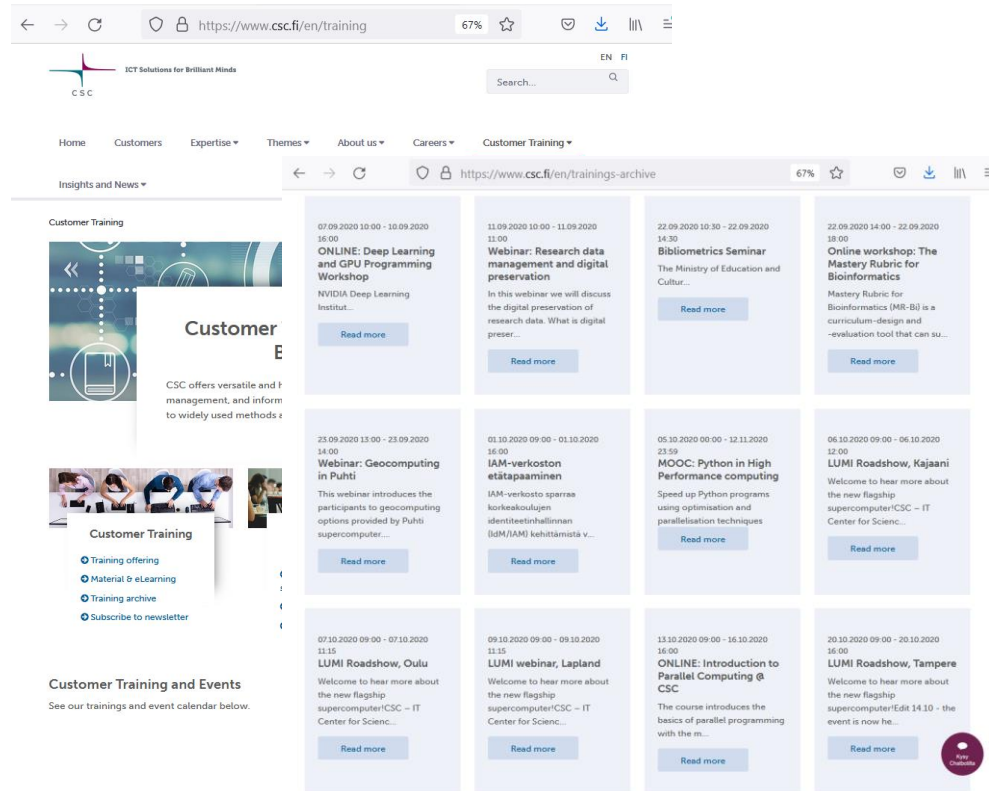 https://www.csc.fi/en/training
67%
ICT Solutions for Brilliant Minds
CSC
EN FI
Search...
Home Customers Expertise Themes About us Careers Customer Training
Insights and News
https://www.csc.fi/en/trainings-archive
67%
Customer Training
Customer
CSC offers versatile and
management, and inform
to widely used methods
Customer Training
Training offering
Material & eLearning
Training archive
Subscribe to newsletter
Customer Training and Events
See our trainings and event calendar below.
07.09.2020 10:00 - 10.09.2020
16:00
ONLINE: Deep Learning
and GPU Programming
Workshop
NVIDIA Deep Learning
Institut...
Read more
11.09.2020 10:00 - 11.09.2020
11:00
Webinar: Research data
management and digital
preservation
In this webinar we will discuss
the digital preservation of
research data. What is digital
preser...
Read more
22.09.2020 10:30 - 22.09.2020
14:30
Bibliometrics Seminar
The Ministry of Education and
Cultur...
Read more
22.09.2020 14:00 - 22.09.2020
18:00
Online workshop: The
Mastery Rubric for
Bioinformatics
Mastery Rubric for
Bioinformatics (MR-Bi) is a
curriculum-design and
-evaluation tool that can su...
Read more
23.09.2020 13:00 - 23.09.2020
14:00
Webinar: Geocomputing
in Puhti
This webinar introduces the
participants to geocomputing
options provided by Puhti
supercomputer....
Read more
01.10.2020 09:00 - 01.10.2020
16:00
IAM-verkoston
etätapaaminen
IAM-verkosto sparraa
korkeakoulujen
identiteetinhallinnan
(IdM/IAM) kehittämistä v...
Read more
05.10.2020 00:00 - 12.11.2020
23:59
MOOC: Python in High
Performance computing
Speed up Python programs
using optimisation and
parallelisation techniques
Read more
06.10.2020 09:00 - 06.10.2020
12:00
LUMI Roadshow, Kajaani
Welcome to hear more about
the new flagship
supercomputer!CSC – IT
Center for Scienc...
Read more
07.10.2020 09:00 - 07.10.2020
11:15
LUMI Roadshow, Oulu
Welcome to hear more about
the new flagship
supercomputer!CSC – IT
Center for Scienc...
Read more
09.10.2020 09:00 - 09.10.2020
11:15
LUMI webinar, Lapland
Welcome to hear more about
the new flagship
supercomputer!CSC – IT
Center for Scienc...
Read more
13.10.2020 09:00 - 16.10.2020
16:00
ONLINE: Introduction to
Parallel Computing @
CSC
The course introduces the
basics of parallel programming
with the m...
Read more
20.10.2020 09:00 - 20.10.2020
16:00
LUMI Roadshow, Tampere
Welcome to hear more about
the new flagship
supercomputer!Edit 14.10 - the
event is now he...
Read more
Kysy